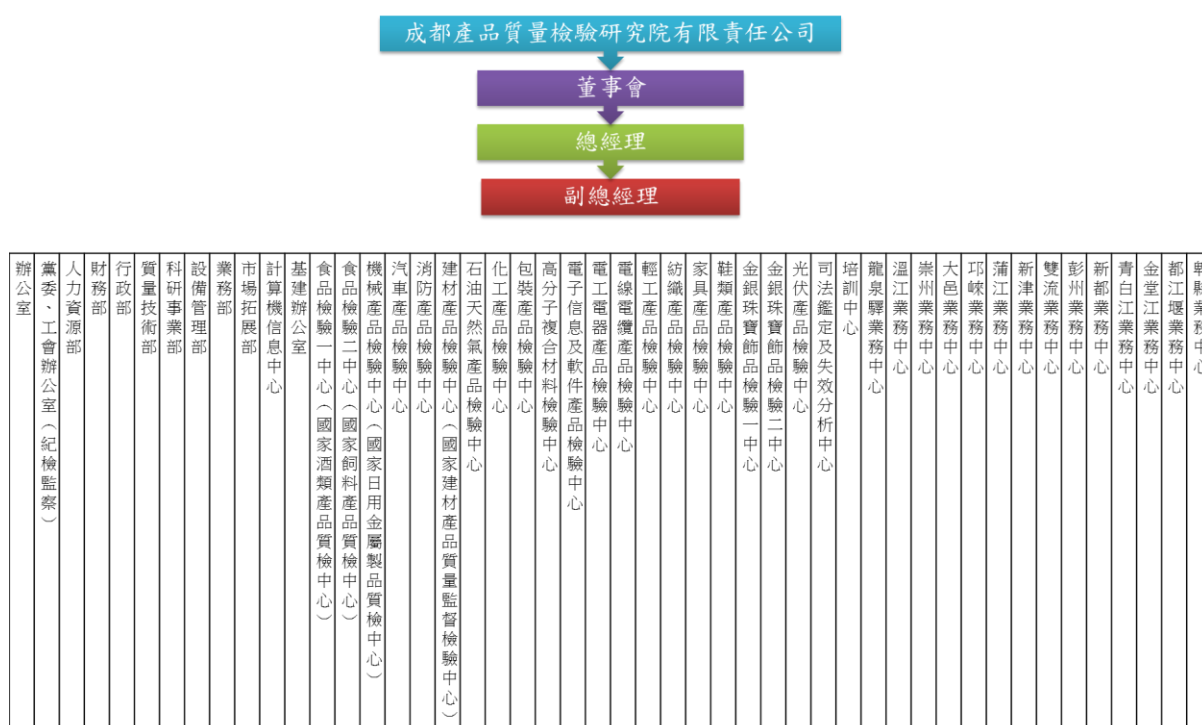 成都產品質量檢驗研究院有限責任公司
董事會
總經理
副總經理
辦公室
黨委、工會辦公室(紀檢監察)
人力資源部
財務部
行政部
質量技術部
科研事業部
設備管理部
業務部
市場拓展部
計算機信息中心
基建辦公室
食品檢驗一中心(國家酒類產品質檢中心)
食品檢驗二中心(國家飼料產品質檢中心)
機械產品檢驗中心(國家日用金屬製品質檢中心)
汽車產品檢驗中心
消防產品檢驗中心
建材產品檢驗中心(國家建材產品質量監督檢驗中心)
石油天然氣產品檢驗中心
化工產品檢驗中心
包裝產品檢驗中心
高分子複合材料檢驗中心
電子信息及軟件產品檢驗中心
電工電器產品檢驗中心
電線電纜產品檢驗中心
輕工產品檢驗中心
紡織產品檢驗中心
家具產品檢驗中心
鞋類產品檢驗中心
金銀珠寶飾品檢驗一中心
金銀珠寶飾品檢驗二中心
光伏產品檢驗中心
司法鑑定及失效分析中心
培訓中心
龍泉驛業務中心
溫江業務中心
崇州業務中心
大邑業務中心
邛崍業務中心
蒲江業務中心
新津業務中心
雙流業務中心
彭州業務中心
新都業務中心
青白江業務中心
金堂江業務中心
都江堰業務中心
郫縣業務中心